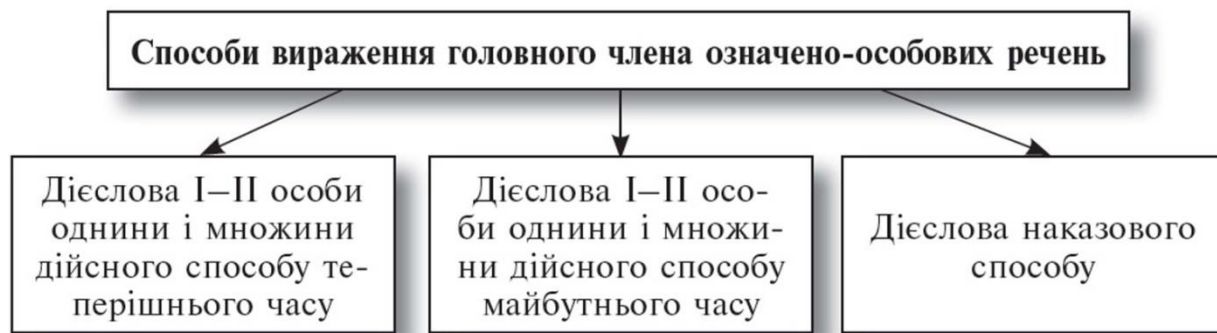 Способи вираження головного члена означено-особових речень
Дієслова I–II особи
однини і множини
дійсного способу те-
перішнього часу
Дієслова I–II осо-
би однини і множи-
ни дійсного способу
майбутнього часу
Дієслова наказового
способу